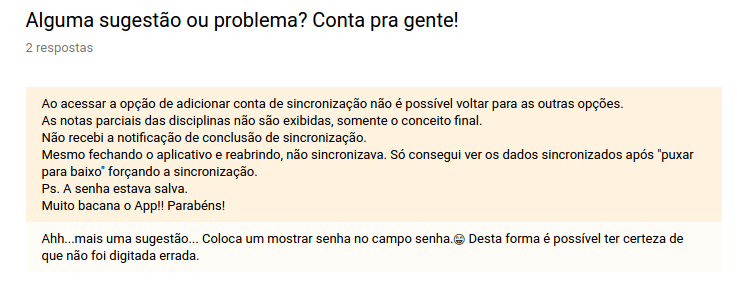 Alguma sugestão ou problema? Conta pra gente!
2 respostas
Ao acessar a opção de adicionar conta de sincronização não é possível voltar para as outras opções.
As notas parciais das disciplinas não são exibidas, somente o conceito final.
Não recebi a notificação de conclusão de sincronização.
Mesmo fechando o aplicativo e reabrindo, não sincronizava. Só consegui ver os dados sincronizados após "puxar
para baixo" forçando a sincronização.
Ps. A senha estava salva.
Muito bacana o App!! Parabéns!
Ahh...mais uma sugestão... Coloca um mostrar senha no campo senha.😁 Desta forma é possível ter certeza de
que não foi digitada errada.